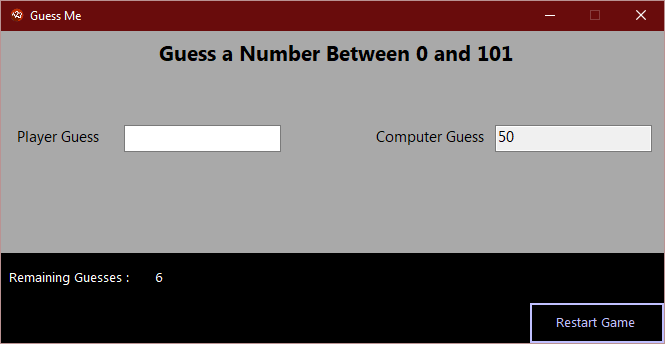 Guess Me
Guess a Number Between 0 and 101
Player Guess
Computer Guess 50
Remaining Guesses : 6
Restart Game